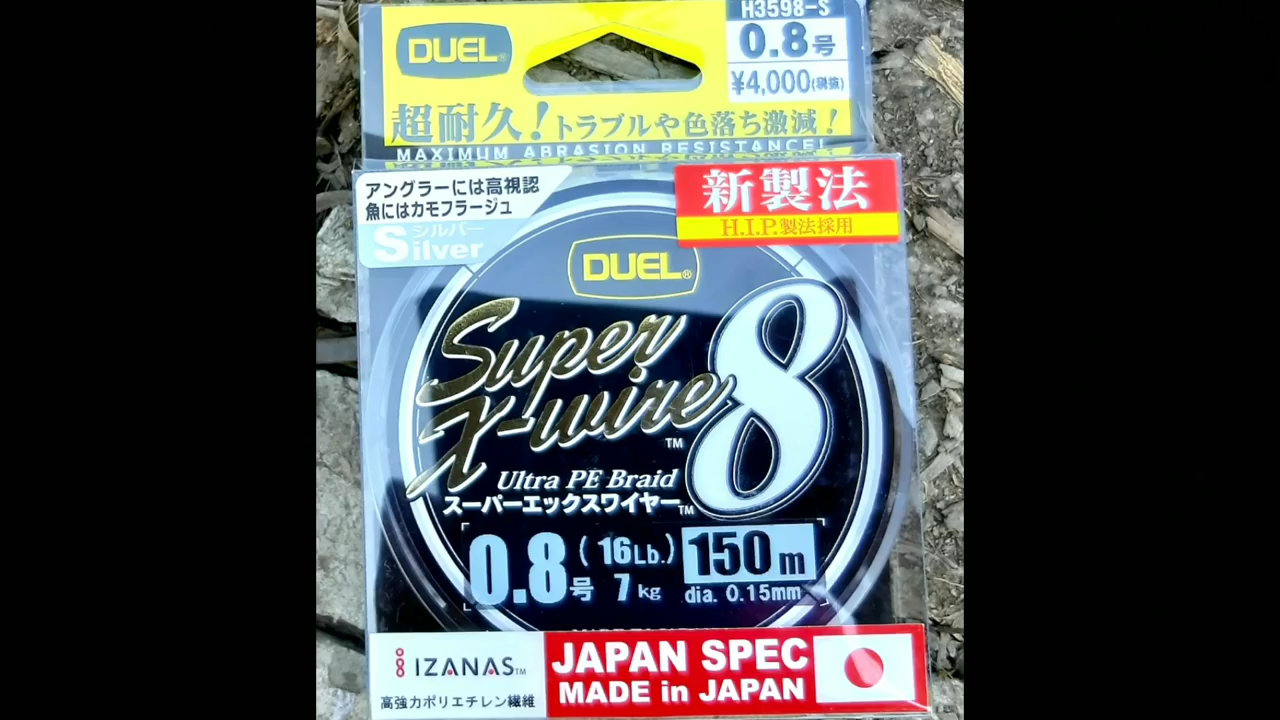 H3598-S
DUEL®
0.8号
¥4,000(税抜)
超耐久!トラブルや色落ち激減!
MAXIMUM ABRASION RESISTANCE!
アングラーには高視認
魚にはカモフラージュ
シルバー
Silver
新製法
H.I.P.製法採用
DUEL®
Super
X-wire™ 8
Ultra PE Braid
スーパーエックスワイヤー™
0.8号 (16Lb.) 7kg
150m
dia. 0.15mm
IZANAS™
高強力ポリエチレン繊維
JAPAN SPEC
MADE in JAPAN